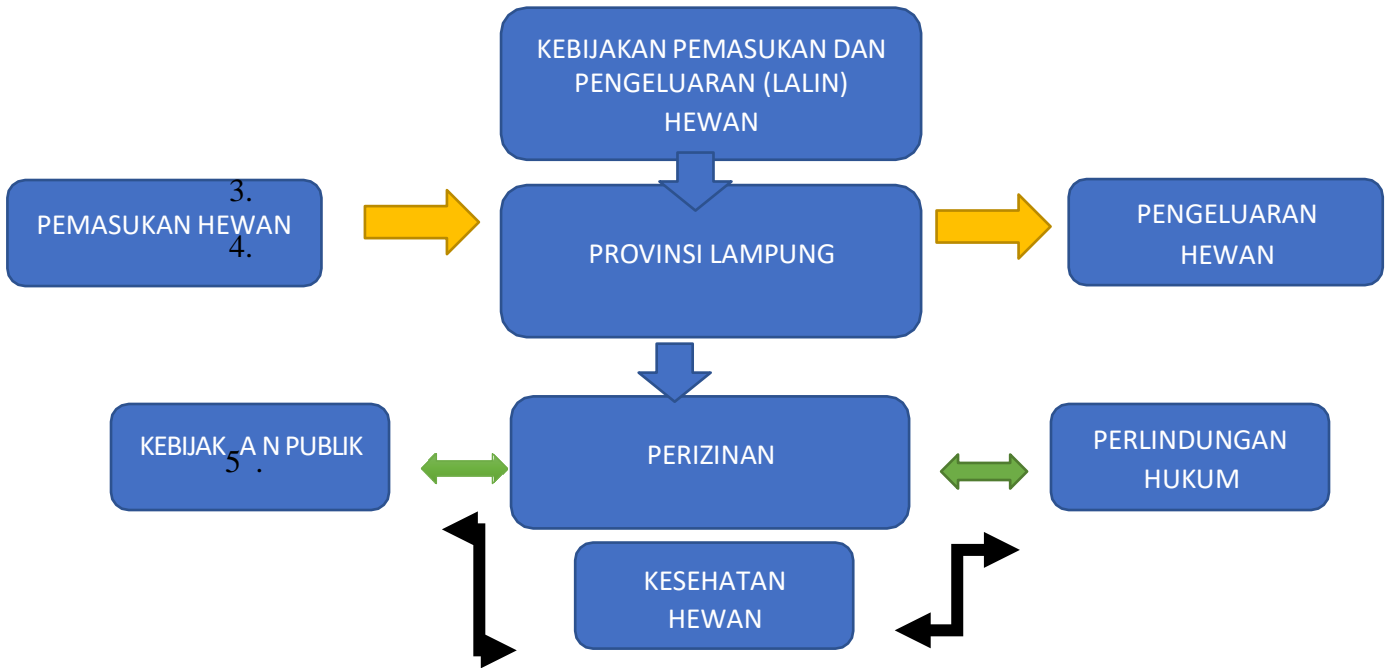 KEBIJAKAN PEMASUKAN DAN
PENGELUARAN (LALIN)
HEWAN
3.
PEMASUKAN HEWAN
4.
PROVINSI LAMPUNG
PENGELUARAN
HEWAN
KEBIJAK A N PUBLIK
5 .
PERIZINAN
PERLINDUNGAN
HUKUM
KESEHATAN
HEWAN